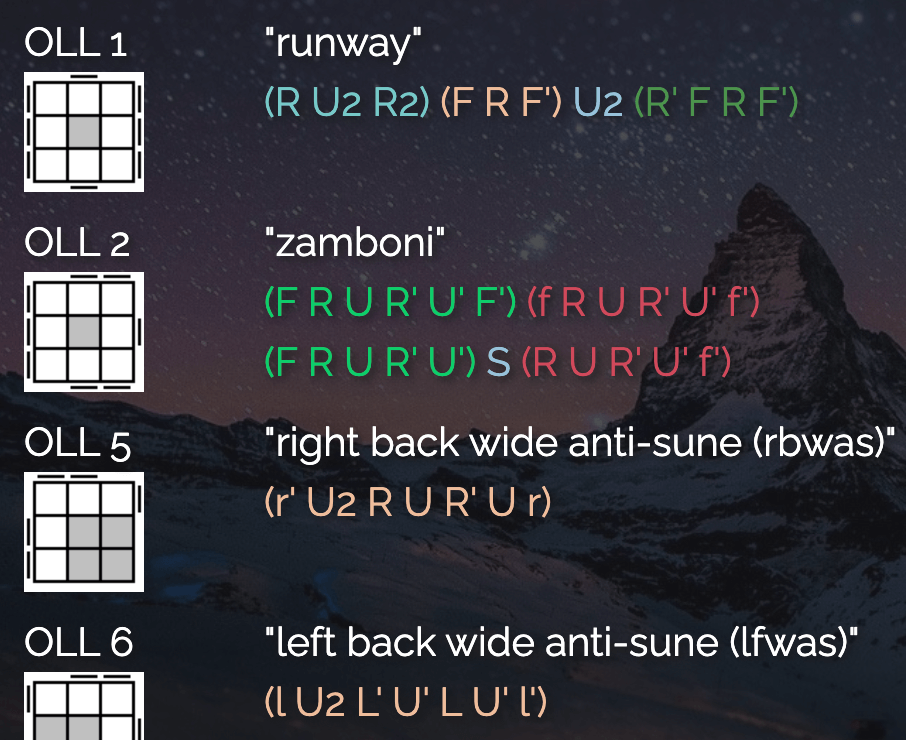 OLL 1
"runway"
(R U2 R2) (F R F') U2 (R' F R F')
OLL 2
"zamboni"
(F R U R' U' F') (f R U R' U' f')
(F R U R' U') S (R U R' U' f')
OLL 5
"right back wide anti-sune (rbwas)"
(r' U2 R U R' U r)
OLL 6
"left back wide anti-sune (lfwas)"
(l U2 L' U' L U' l')